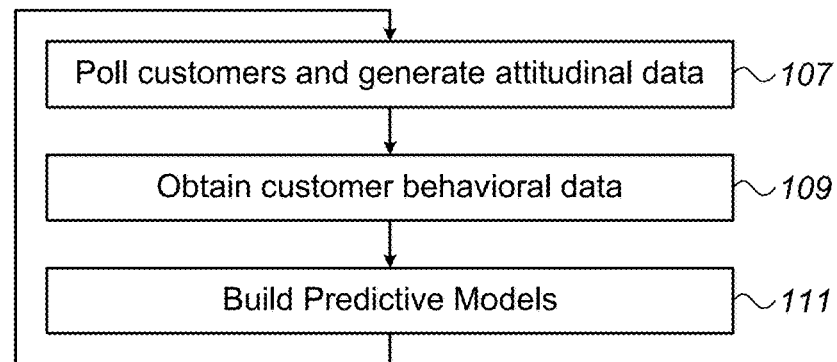 Poll customers and generate attitudinal data 107
Obtain customer behavioral data 109
Build Predictive Models 111